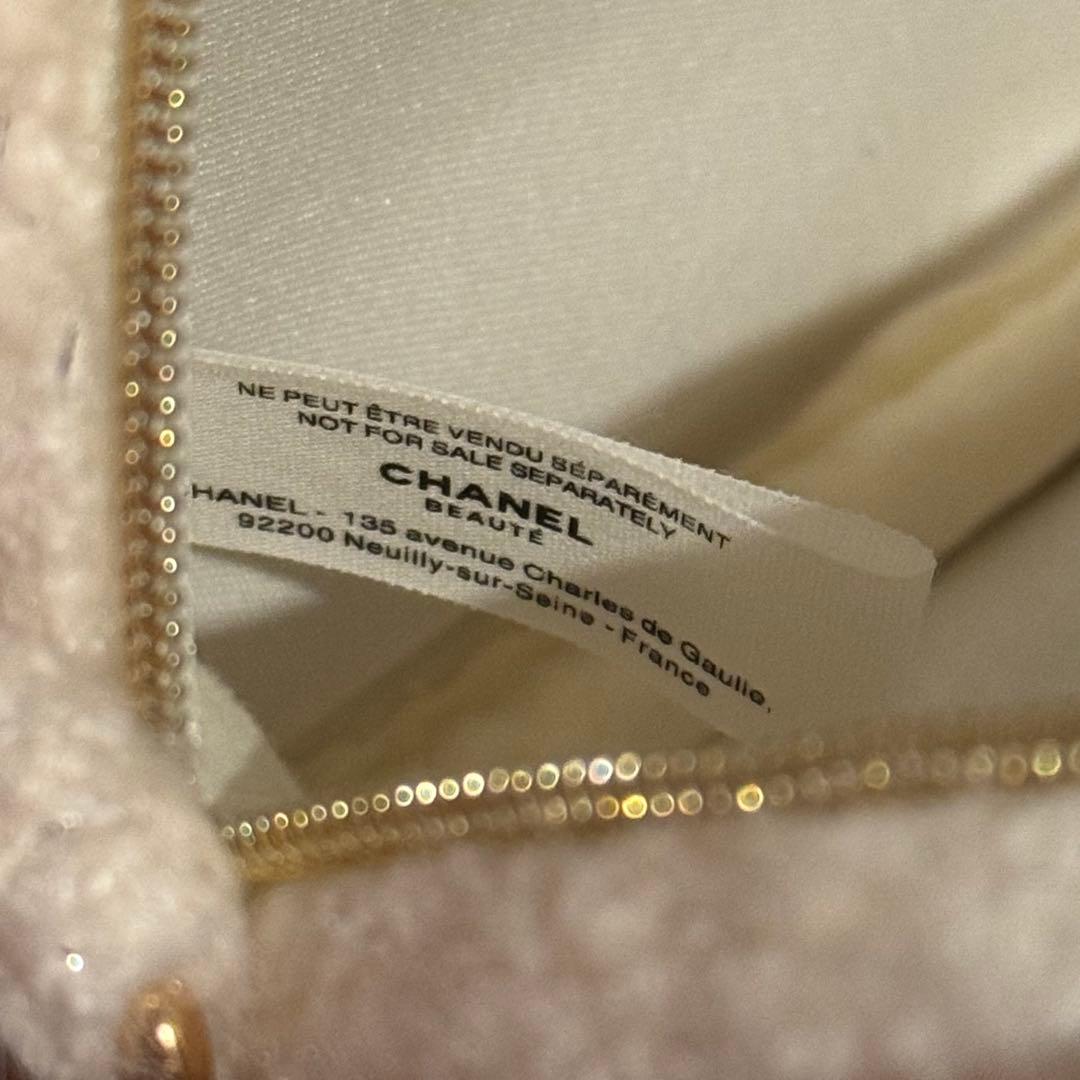 NE PEUT ÊTRE VENDU SÉPARÉMENT
NOT FOR SALE SEPARATELY
CHANEL
BEAUTÉ
HANEL - 135 avenue Charles de Gaulle,
92200 Neuilly-sur-Seine - France